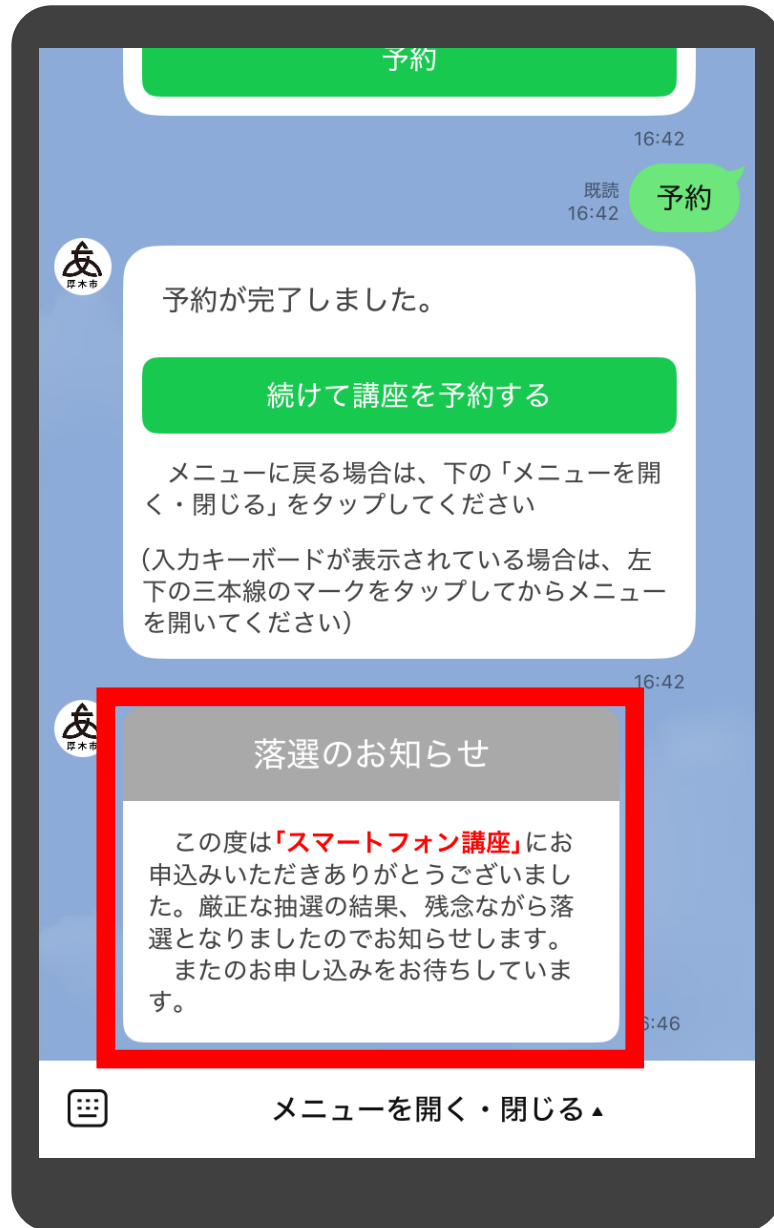 予約
16:42
既読
16:42
予約
厚木市
予約が完了しました。
続けて講座を予約する
メニューに戻る場合は、下の「メニューを開
く・閉じる」をタップしてください
(入力キーボードが表示されている場合は、左
下の三本線のマークをタップしてからメニュー
を開いてください)
16:42
厚木市
落選のお知らせ
この度は「スマートフォン講座」にお
申込みいただきありがとうございまし
た。厳正な抽選の結果、残念ながら落
選となりましたのでお知らせします。
またのお申し込みをお待ちしていま
す。
6:46
メニューを開く・閉じる▲